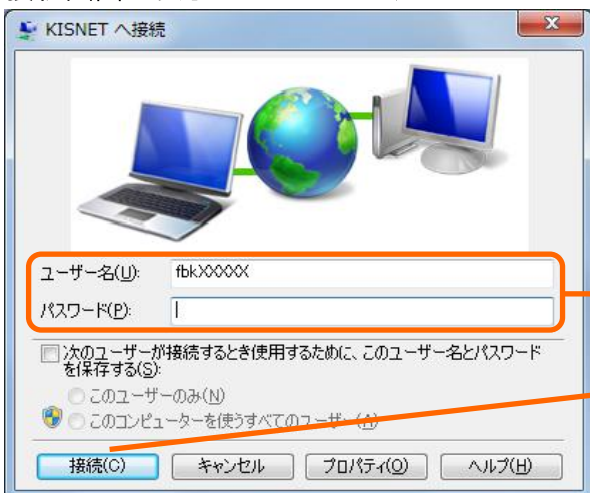 KISNET へ接続
ユーザー名(U):
fbkXXXXX
パスワード(P):
次のユーザーが接続するとき使用するために、このユーザー名とパスワード
を保存する(S):
このユーザーのみ(N)
このコンピューターを使うすべてのユーザー(A)
接続(C)
キャンセル
プロパティ(O)
ヘルプ(H)